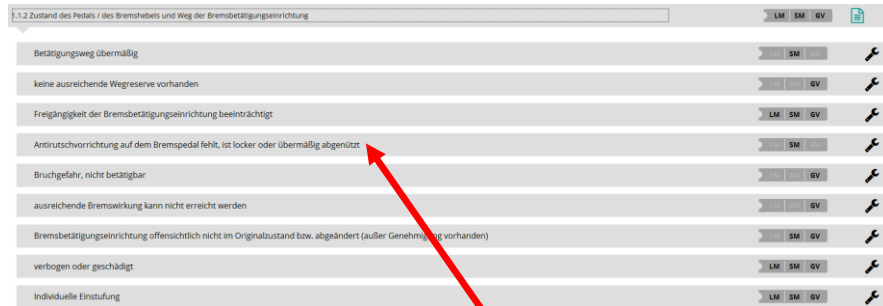 1.1.2 Zustand des Pedals / des Bremshebels und Weg der Bremsbetätigungseinrichtung LM SM GV
Betätigungsweg übermäßig LM SM GV
keine ausreichende Wegreserve vorhanden LM SM GV
Freigängigkeit der Bremsbetätigungseinrichtung beeinträchtigt LM SM GV
Antirutschvorrichtung auf dem Bremspedal fehlt, ist locker oder übermäßig abgenützt LM SM GV
Bruchgefahr, nicht betätigbar LM SM GV
ausreichende Bremswirkung kann nicht erreicht werden LM SM GV
Bremsbetätigungseinrichtung offensichtlich nicht im Originalzustand bzw. abgeändert (außer Genehmigung vorhanden) LM SM GV
verbogen oder geschädigt LM SM GV
Individuelle Einstufung LM SM GV